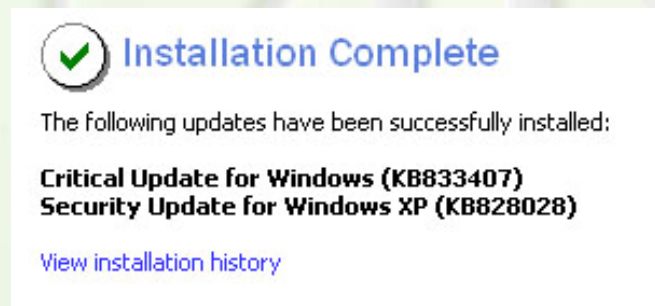 Installation Complete
The following updates have been successfully installed:
Critical Update for Windows (KB833407)
Security Update for Windows XP (KB828028)
View installation history